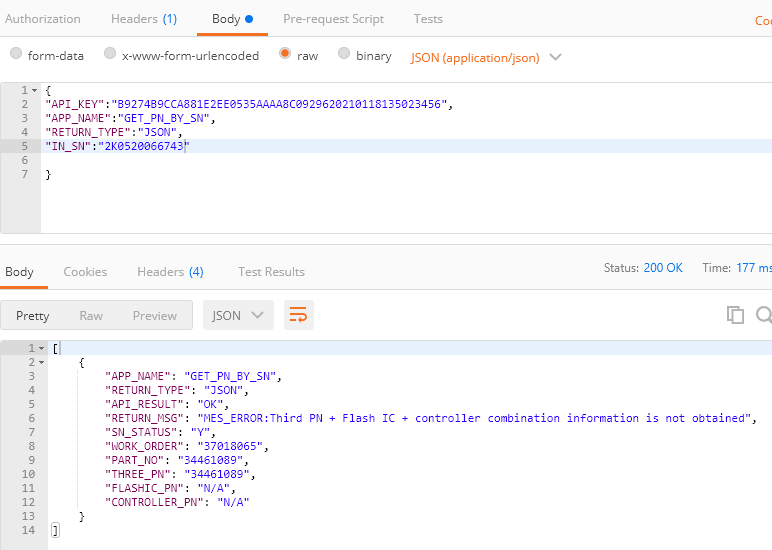 Authorization Headers (1) Body Pre-request Script Tests
form-data x-www-form-urlencoded raw binary JSON (application/json)
1 {
2 "API_KEY":"B9274B9CCA881E2EE0535AAAA8C0929620210118135023456",
3 "APP_NAME":"GET_PN_BY_SN",
4 "RETURN_TYPE":"JSON",
5 "IN_SN":"2K0520066743"
6
7 }
Body Cookies Headers (4) Test Results Status: 200 OK Time: 177 ms
Pretty Raw Preview JSON
1 [
2 {
3 "APP_NAME": "GET_PN_BY_SN",
4 "RETURN_TYPE": "JSON",
5 "API_RESULT": "OK",
6 "RETURN_MSG": "MES_ERROR:Third PN + Flash IC + controller combination information is not obtained",
7 "SN_STATUS": "Y",
8 "WORK_ORDER": "37018065",
9 "PART_NO": "34461089",
10 "THREE_PN": "34461089",
11 "FLASHIC_PN": "N/A",
12 "CONTROLLER_PN": "N/A"
13 }
14 ]